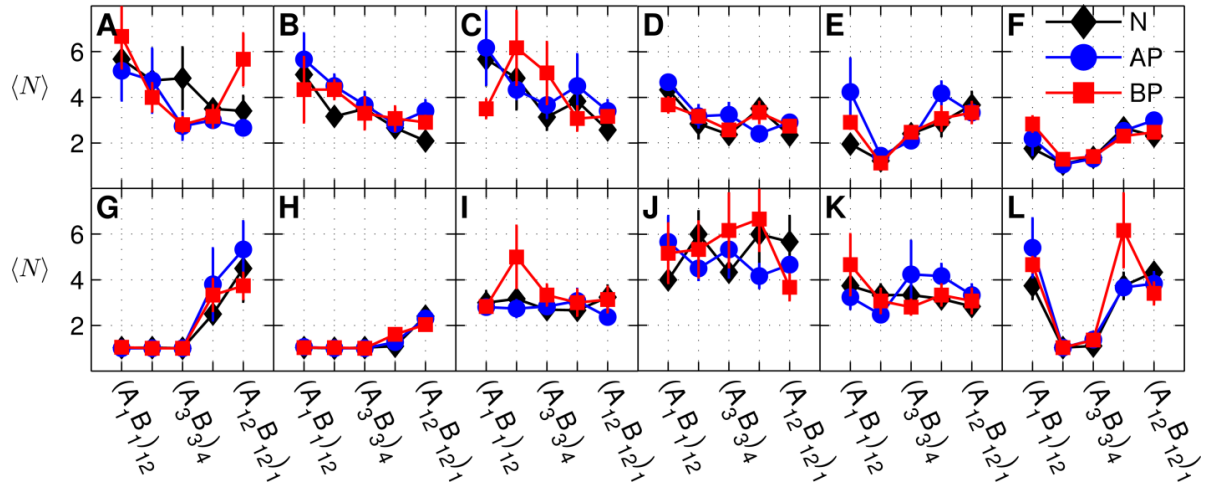 A B C D E F
N
AP
BP
6
4
2
⟨N⟩
G H I J K L
6
4
2
⟨N⟩
(A₁B₁)₁₂ (A₃B₃)₄ (A₁₂B₁₂)₁ (A₁B₁)₁₂ (A₃B₃)₄ (A₁₂B₁₂)₁ (A₁B₁)₁₂ (A₃B₃)₄ (A₁₂B₁₂)₁ (A₁B₁)₁₂ (A₃B₃)₄ (A₁₂B₁₂)₁ (A₁B₁)₁₂ (A₃B₃)₄ (A₁₂B₁₂)₁ (A₁B₁)₁₂ (A₃B₃)₄ (A₁₂B₁₂)₁